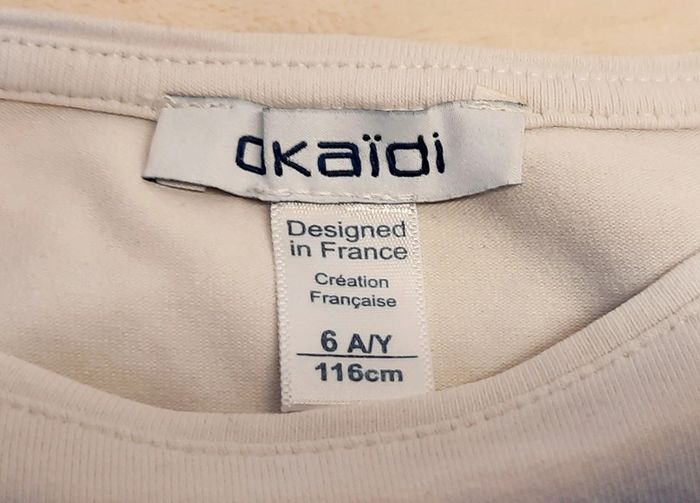 Okaïdi
Designed
in France
Création
Française
6 A/Y
116cm